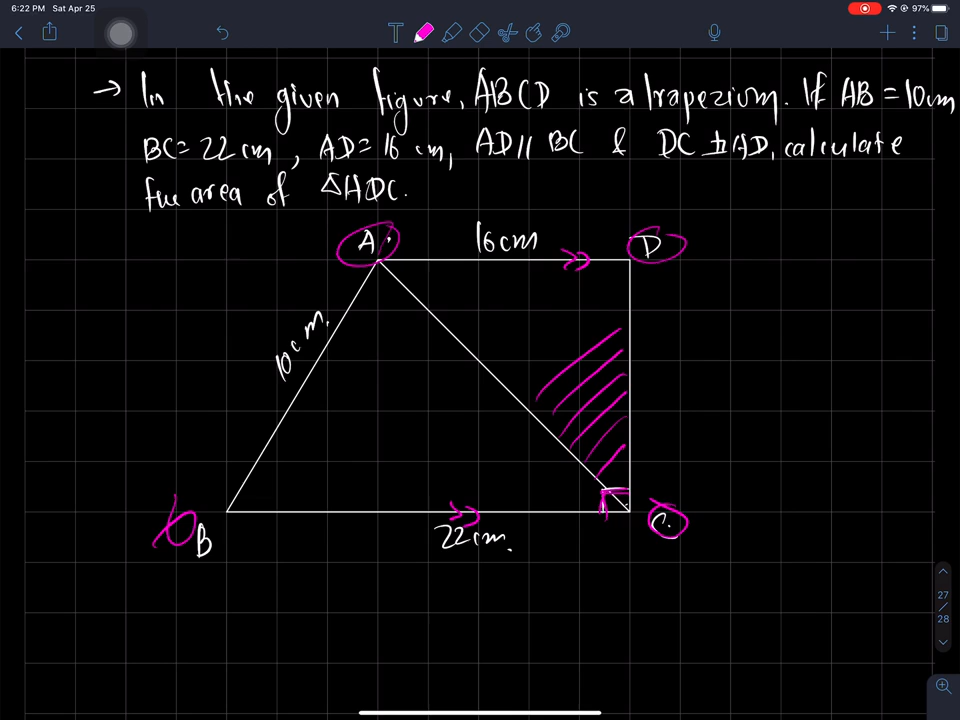 6:22 PM Sat Apr 25
97%
→ In the given figure, ABCD is a trapezium. If AB = 10cm
BC = 22 cm, AD = 16 cm, AD || BC & DC ⊥ AD, calculate
the area of △ADC.
A
16cm
D
10cm.
B
22cm.
C
27
/
28